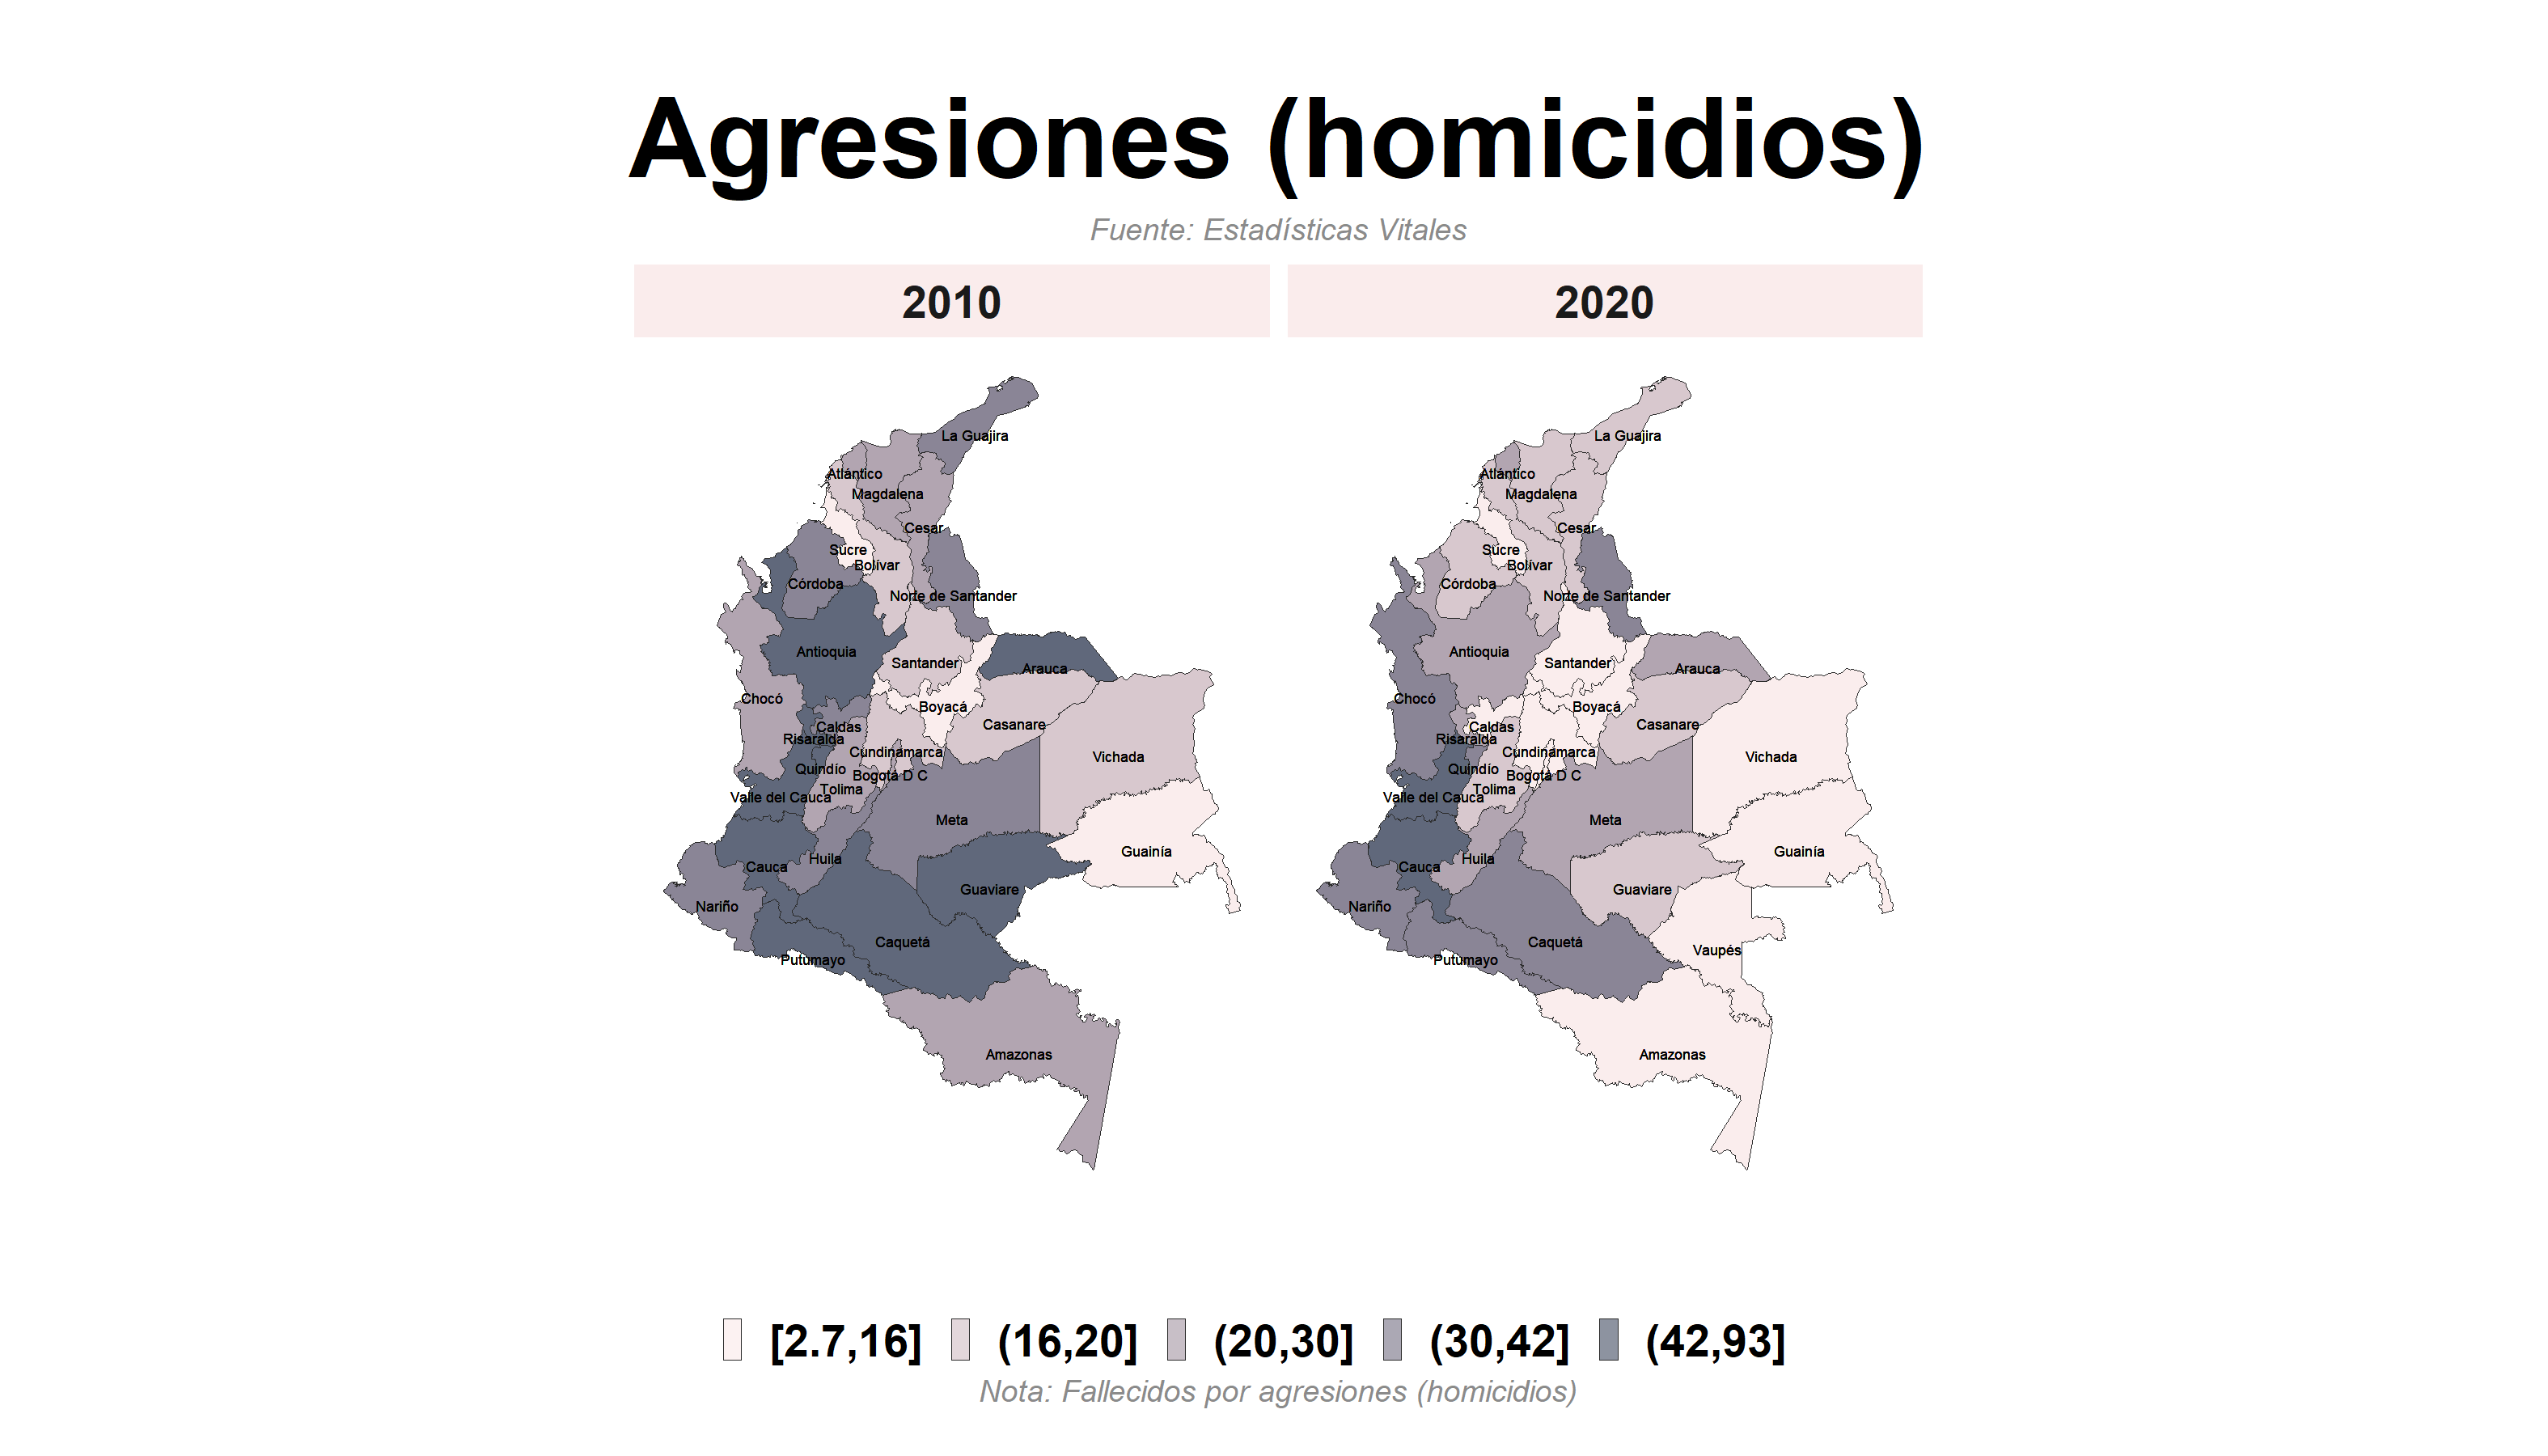 Agresiones (homicidios)
Fuente: Estadísticas Vitales
2010
2020
La Guajira
Atlántico
Magdalena
Cesar
Sucre
Bolívar
Córdoba
Norte de Santander
Antioquia
Santander
Arauca
Chocó
Boyacá
Caldas
Casanare
Risaralda
Cundinamarca
Vichada
Quindío
Bogotá D C
Tolima
Valle del Cauca
Meta
Guainía
Huila
Cauca
Guaviare
Nariño
Caquetá
Putumayo
Amazonas
La Guajira
Atlántico
Magdalena
Cesar
Sucre
Bolívar
Córdoba
Norte de Santander
Antioquia
Santander
Arauca
Chocó
Boyacá
Caldas
Casanare
Risaralda
Cundinamarca
Vichada
Quindío
Bogotá D C
Tolima
Valle del Cauca
Meta
Guainía
Huila
Cauca
Guaviare
Nariño
Caquetá
Vaupés
Putumayo
Amazonas
[2.7,16] (16,20] (20,30] (30,42] (42,93]
Nota: Fallecidos por agresiones (homicidios)